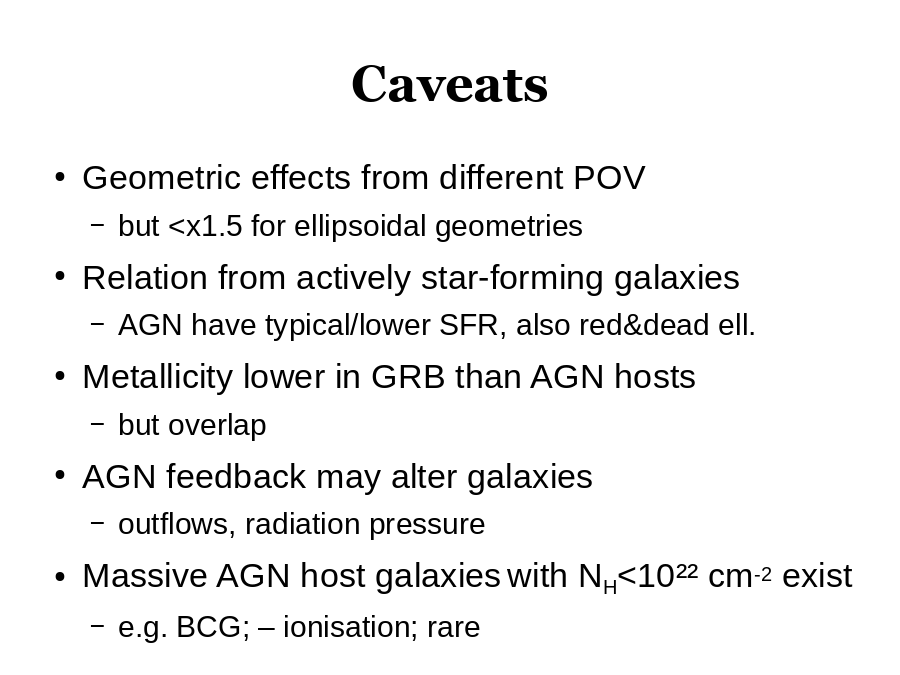 Caveats
• Geometric effects from different POV
– but <x1.5 for ellipsoidal geometries
• Relation from actively star-forming galaxies
– AGN have typical/lower SFR, also red&dead ell.
• Metallicity lower in GRB than AGN hosts
– but overlap
• AGN feedback may alter galaxies
– outflows, radiation pressure
• Massive AGN host galaxies with N_H<10²² cm⁻² exist
– e.g. BCG; – ionisation; rare